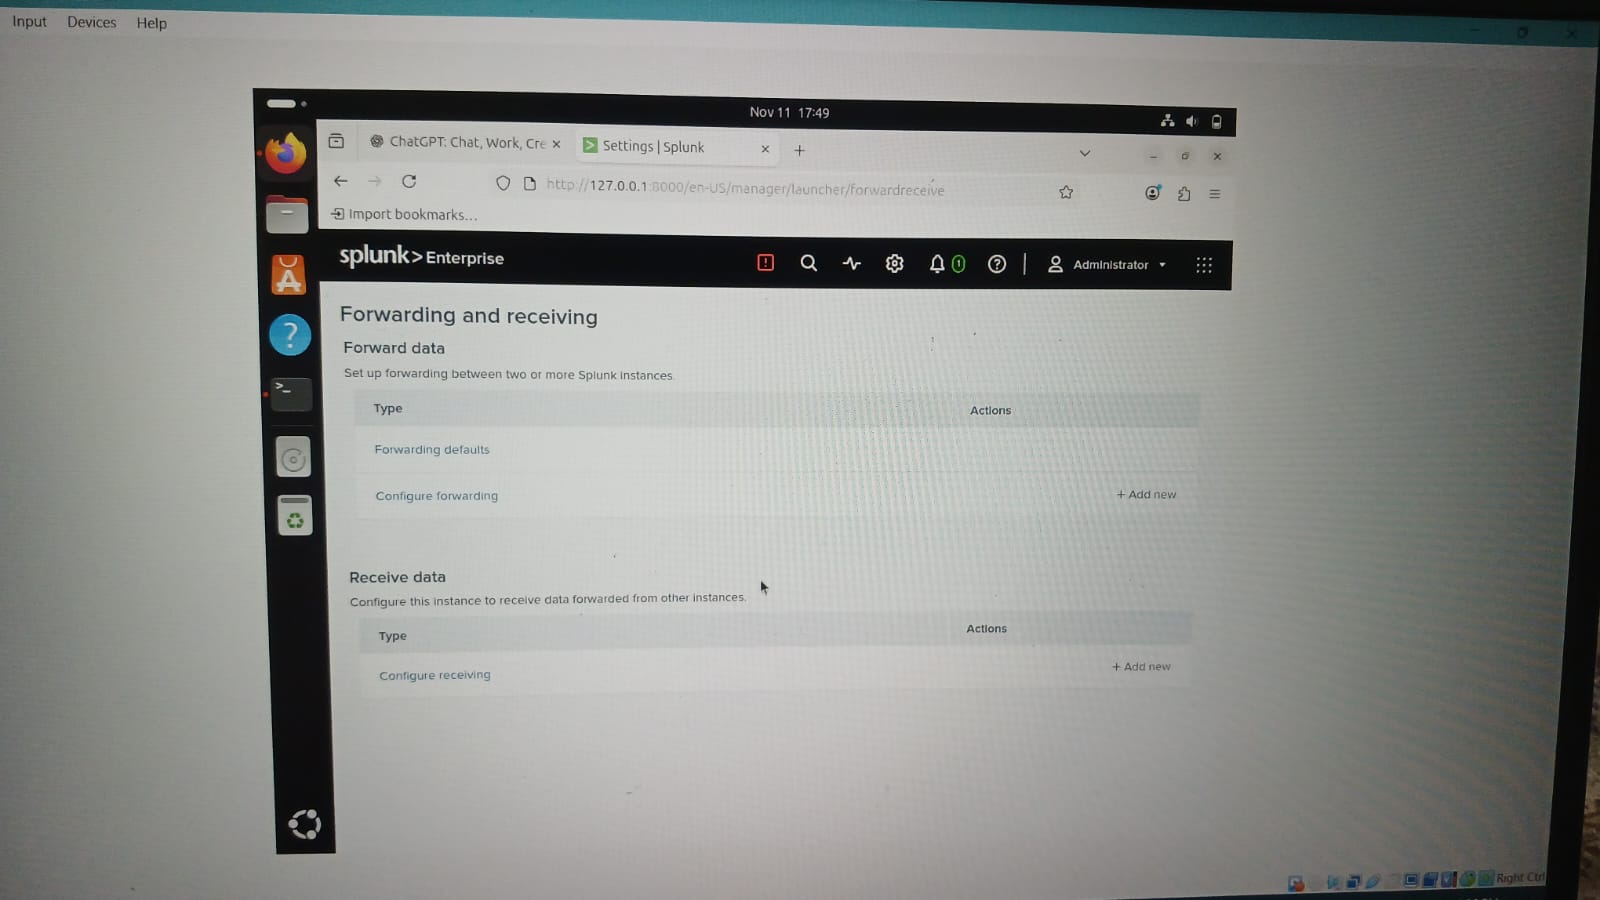 Input Devices Help
Nov 11 17:49
ChatGPT: Chat, Work, Cre
Settings | Splunk
http://127.0.0.1:8000/en-US/manager/launcher/forwardreceive
Import bookmarks...
splunk>Enterprise
1
Administrator
Forwarding and receiving
Forward data
Set up forwarding between two or more Splunk instances.
Type Actions
Forwarding defaults
Configure forwarding + Add new
Receive data
Configure this instance to receive data forwarded from other instances.
Type Actions
Configure receiving + Add new
Right Ctrl